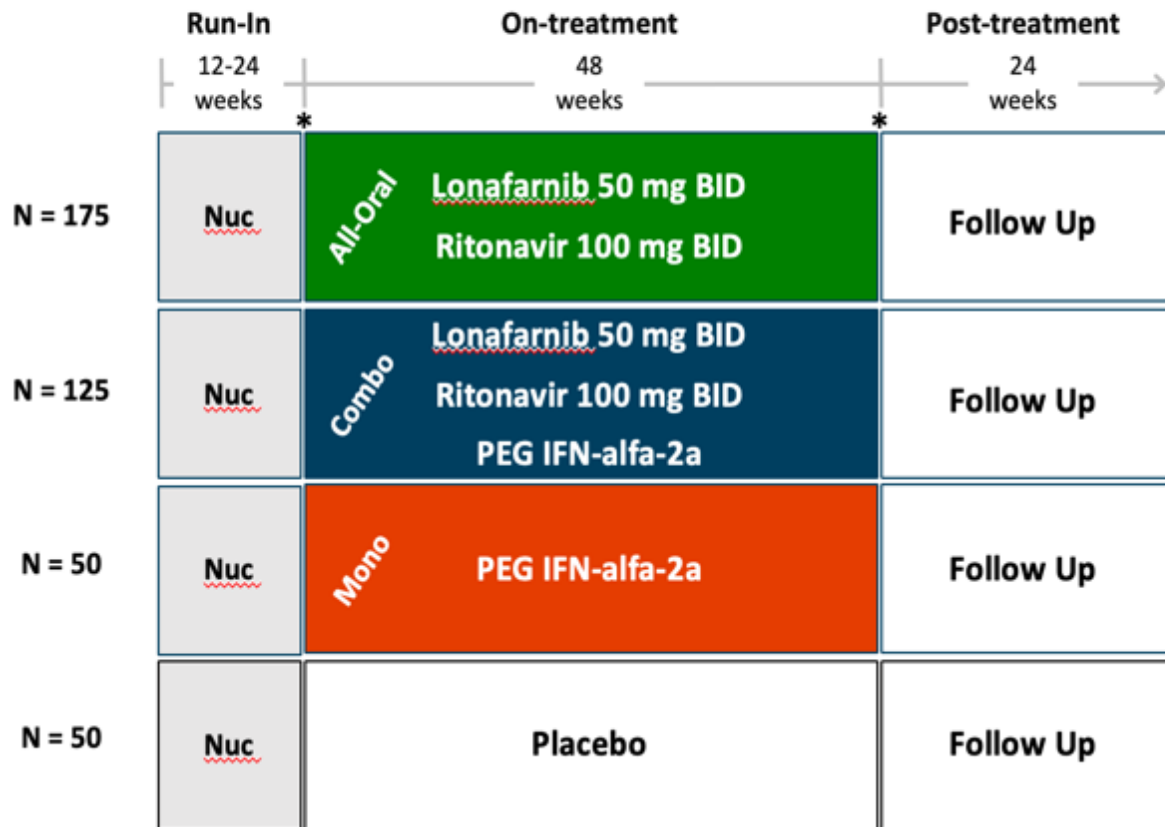 Run-In
On-treatment
Post-treatment
12-24
weeks
48
weeks
24
weeks
*
*
N = 175
Nuc
All-Oral
Lonafarnib 50 mg BID
Ritonavir 100 mg BID
Follow Up
N = 125
Nuc
Combo
Lonafarnib 50 mg BID
Ritonavir 100 mg BID
PEG IFN-alfa-2a
Follow Up
N = 50
Nuc
Mono
PEG IFN-alfa-2a
Follow Up
N = 50
Nuc
Placebo
Follow Up